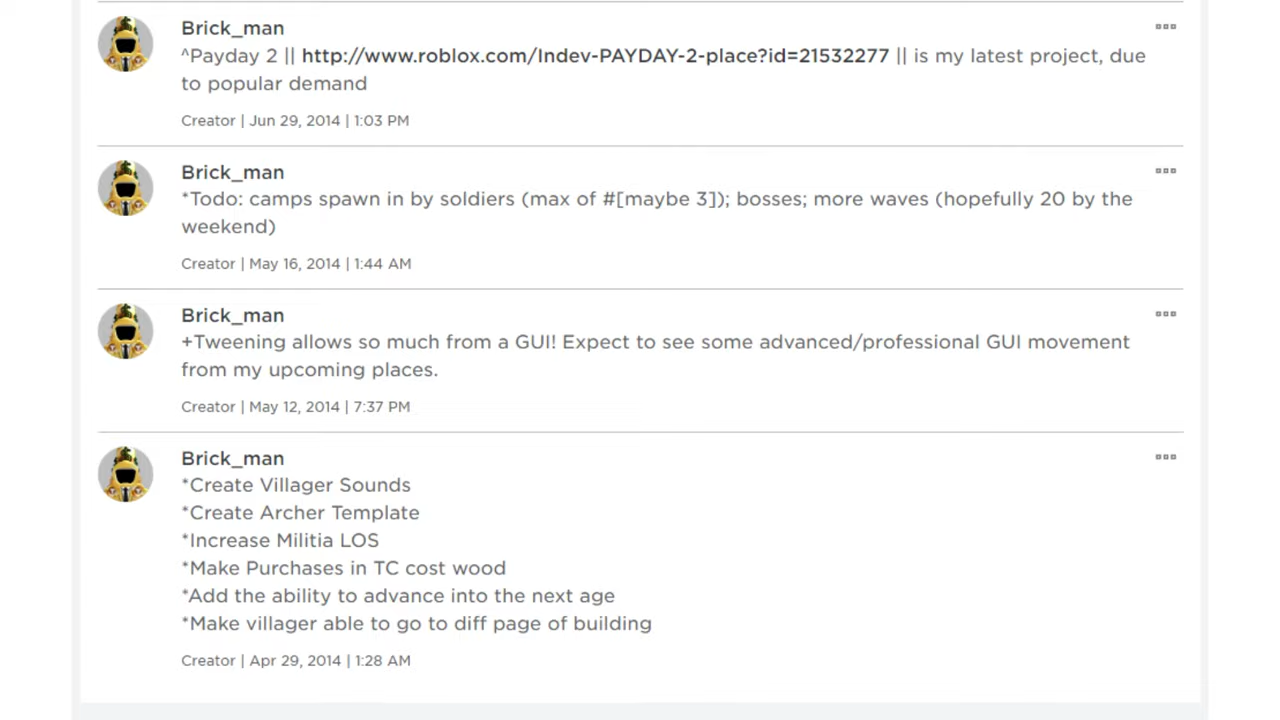 Brick_man
^Payday 2 || http://www.roblox.com/Indev-PAYDAY-2-place?id=21532277 || is my latest project, due
to popular demand
Creator | Jun 29, 2014 | 1:03 PM
Brick_man
*Todo: camps spawn in by soldiers (max of #[maybe 3]); bosses; more waves (hopefully 20 by the
weekend)
Creator | May 16, 2014 | 1:44 AM
Brick_man
+Tweening allows so much from a GUI! Expect to see some advanced/professional GUI movement
from my upcoming places.
Creator | May 12, 2014 | 7:37 PM
Brick_man
*Create Villager Sounds
*Create Archer Template
*Increase Militia LOS
*Make Purchases in TC cost wood
*Add the ability to advance into the next age
*Make villager able to go to diff page of building
Creator | Apr 29, 2014 | 1:28 AM